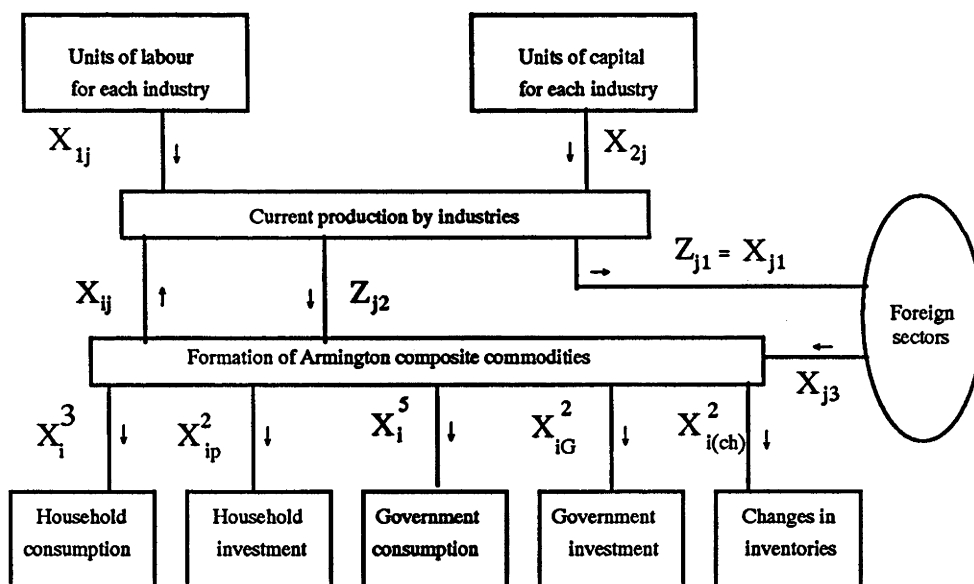 Units of labour
for each industry
Units of capital
for each industry
X1j
↓
↓
X2j
Current production by industries
Zj1 = Xj1
→
Xij
↑
↓
Zj2
Foreign
sectors
Formation of Armington composite commodities
←
Xj3
X3i
↓
X2ip
↓
X5i
↓
X2iG
↓
X2i(ch)
↓
Household
consumption
Household
investment
Government
consumption
Government
investment
Changes in
inventories